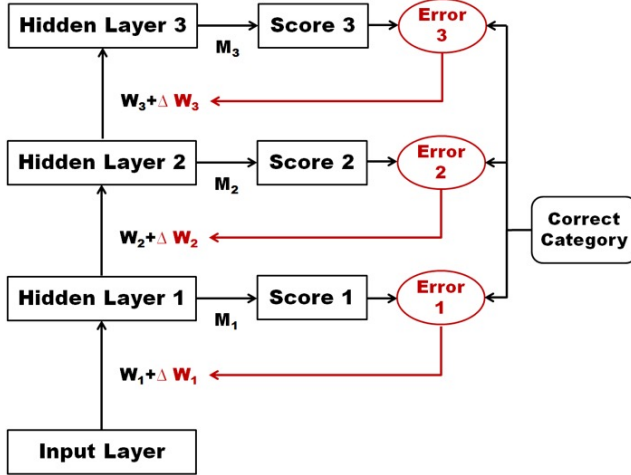 Hidden Layer 3
M₃
Score 3
Error
3
W₃+Δ W₃
Hidden Layer 2
M₂
Score 2
Error
2
Correct
Category
W₂+Δ W₂
Hidden Layer 1
M₁
Score 1
Error
1
W₁+Δ W₁
Input Layer